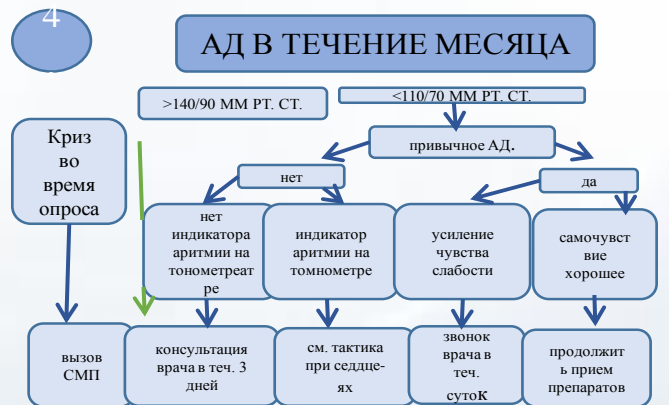 4
АД В ТЕЧЕНИЕ МЕСЯЦА
>140/90 ММ РТ. СТ.
<110/70 ММ РТ. СТ.
Криз
во
время
опроса
привычное АД.
нет
да
нет
индикатора
аритмии на
тонометреат
ре
индикатор
аритмии на
томнометре
усиление
чувства
слабости
самочувст
вие
хорошее
вызов
СМП
консультация
врача в теч. 3
дней
см. тактика
при сердце-
ях
звонок
врача в
теч.
суток
продолжит
ь прием
препаратов